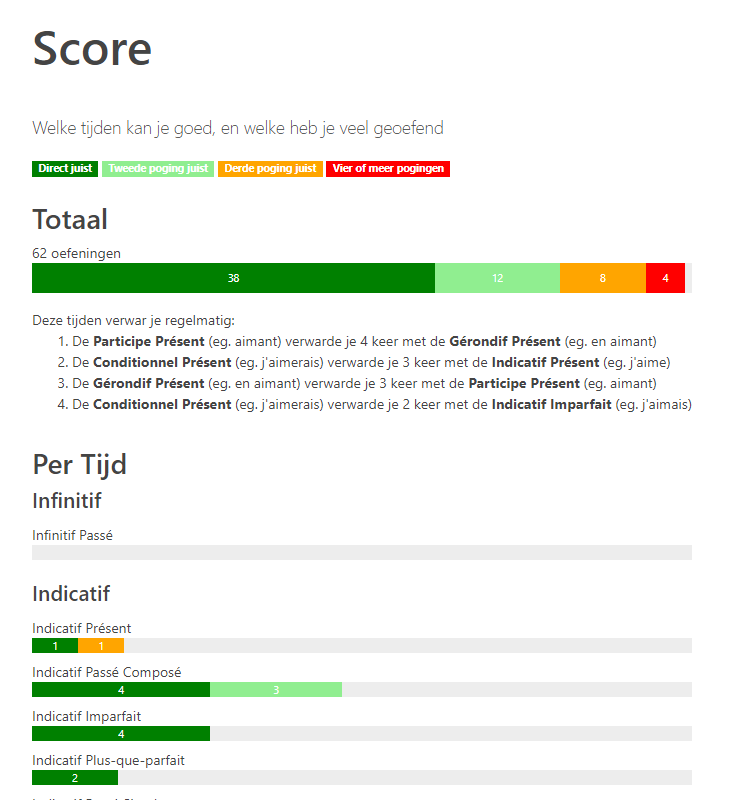 Score
Welke tijden kan je goed, en welke heb je veel geoefend
Direct juist Tweede poging juist Derde poging juist Vier of meer pogingen
Totaal
62 oefeningen
38 12 8 4
Deze tijden verwar je regelmatig:
1. De Participe Présent (eg. aimant) verwarde je 4 keer met de Gérondif Présent (eg. en aimant)
2. De Conditionnel Présent (eg. j'aimerais) verwarde je 3 keer met de Indicatif Présent (eg. j'aime)
3. De Gérondif Présent (eg. en aimant) verwarde je 3 keer met de Participe Présent (eg. aimant)
4. De Conditionnel Présent (eg. j'aimerais) verwarde je 2 keer met de Indicatif Imparfait (eg. j'aimais)
Per Tijd
Infinitif
Infinitif Passé
Indicatif
Indicatif Présent
1 1
Indicatif Passé Composé
4 3
Indicatif Imparfait
4
Indicatif Plus-que-parfait
2